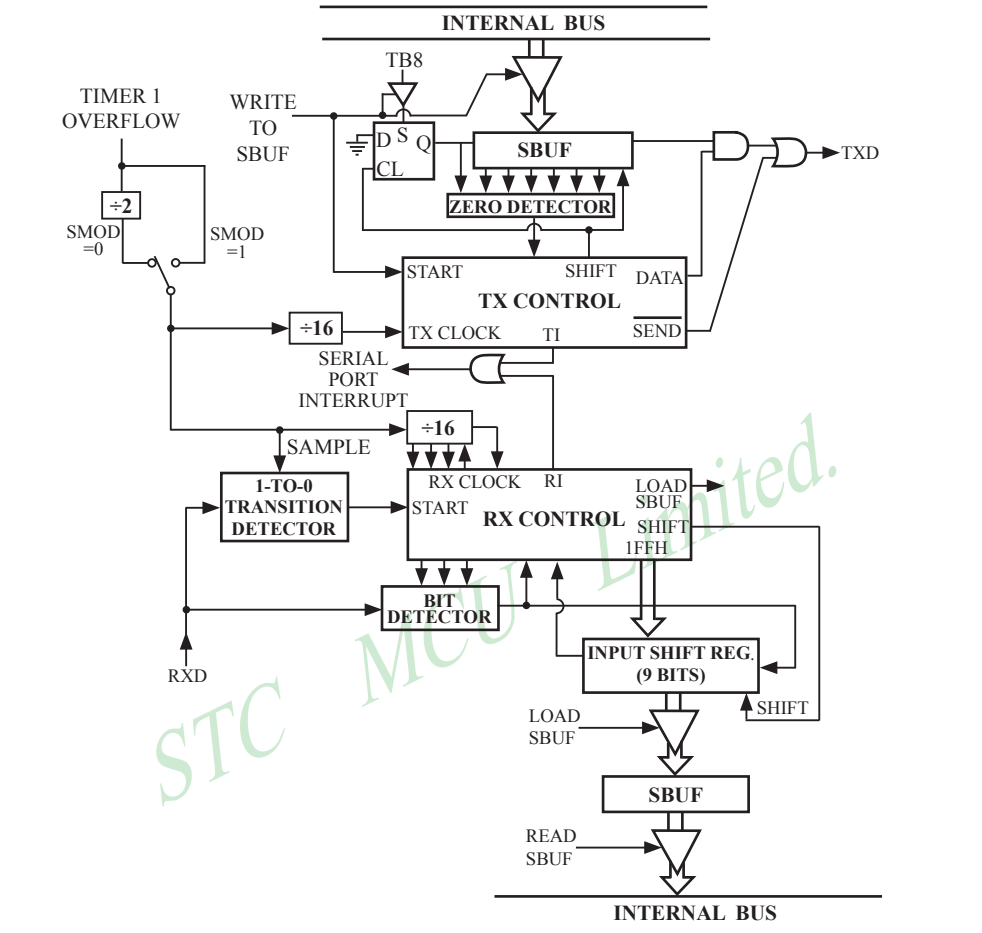 INTERNAL BUS
TB8
TIMER 1
OVERFLOW
WRITE
TO
SBUF
D S Q
CL
SBUF
TXD
÷2
ZERO DETECTOR
SMOD
=0
SMOD
=1
START
SHIFT
DATA
TX CONTROL
÷16
TX CLOCK
TI
SEND
SERIAL
PORT
INTERRUPT
÷16
SAMPLE
RX CLOCK
RI
LOAD
SBUF
1-TO-0
TRANSITION
DETECTOR
START
RX CONTROL
SHIFT
1FFH
BIT
DETECTOR
RXD
INPUT SHIFT REG.
(9 BITS)
SHIFT
LOAD
SBUF
SBUF
READ
SBUF
INTERNAL BUS
STC MCU Limited.